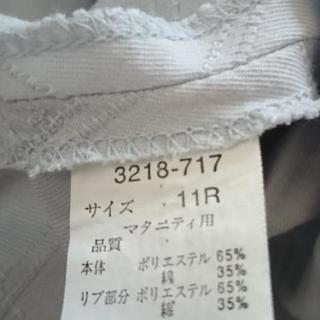 3218-717
サイズ 11R
マタニティ用
品質
本体 ポリエステル 65%
綿 35%
リブ部分 ポリエステル 65%
綿 35%